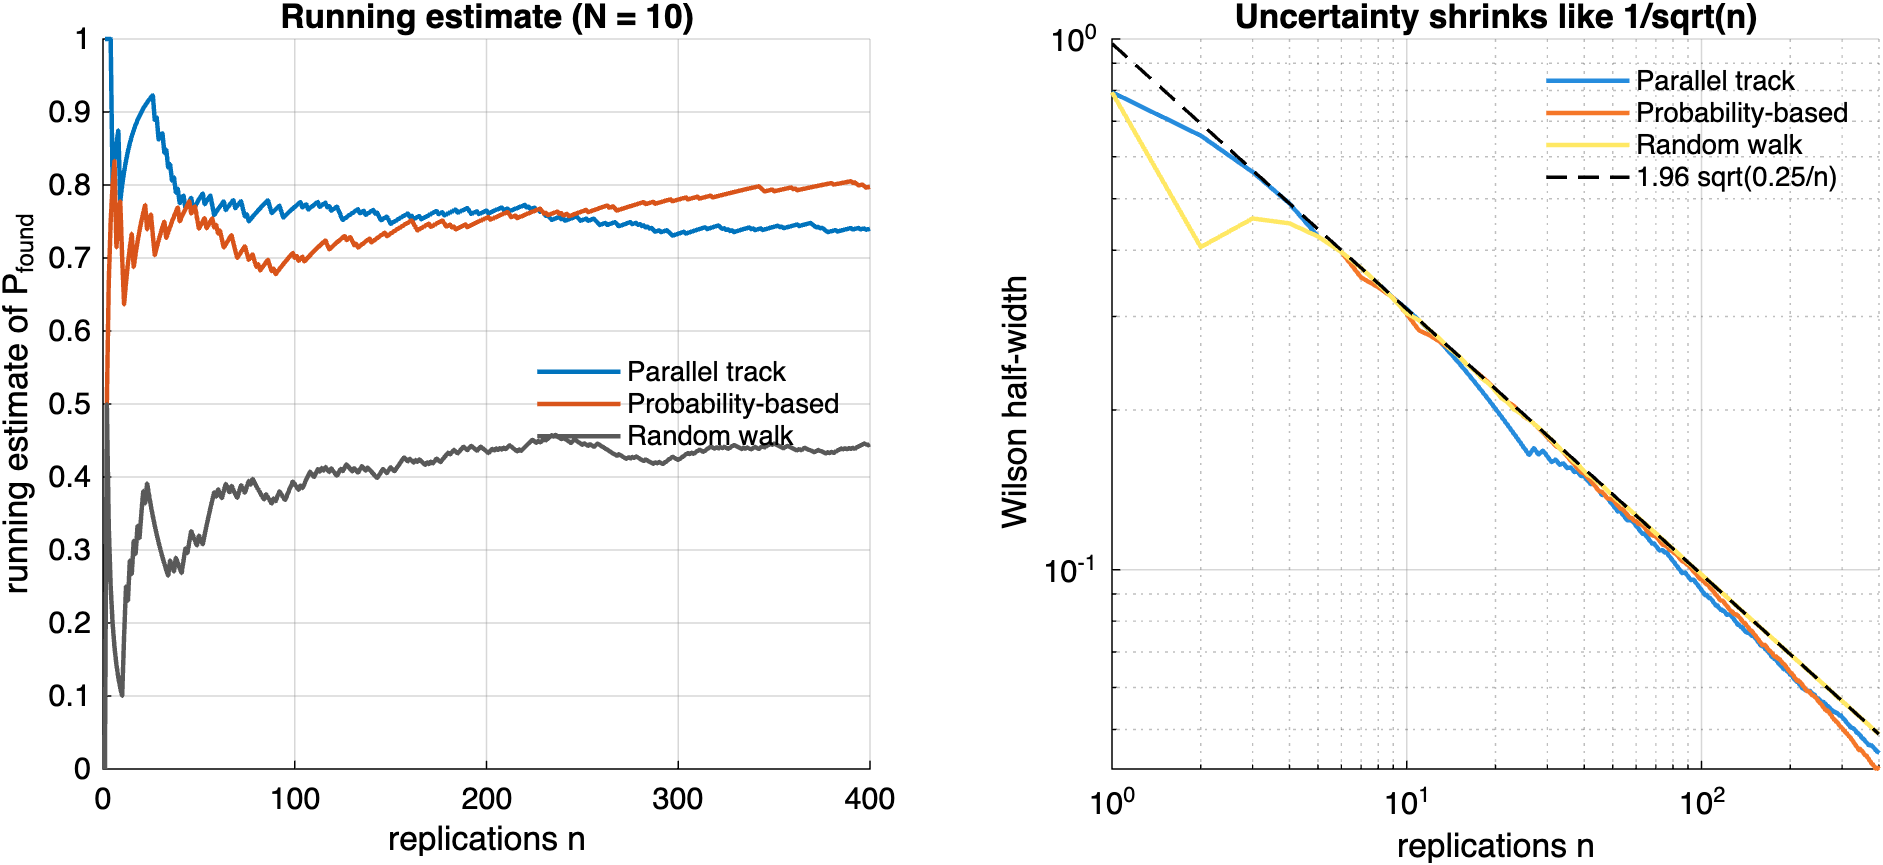 Running estimate (N = 10)
1
0.9
0.8
0.7
0.6
0.5
0.4
0.3
0.2
0.1
0
running estimate of P_found
Parallel track
Probability-based
Random walk
0
100
200
300
400
replications n
Uncertainty shrinks like 1/sqrt(n)
10^0
10^-1
Wilson half-width
Parallel track
Probability-based
Random walk
1.96 sqrt(0.25/n)
10^0
10^1
10^2
replications n